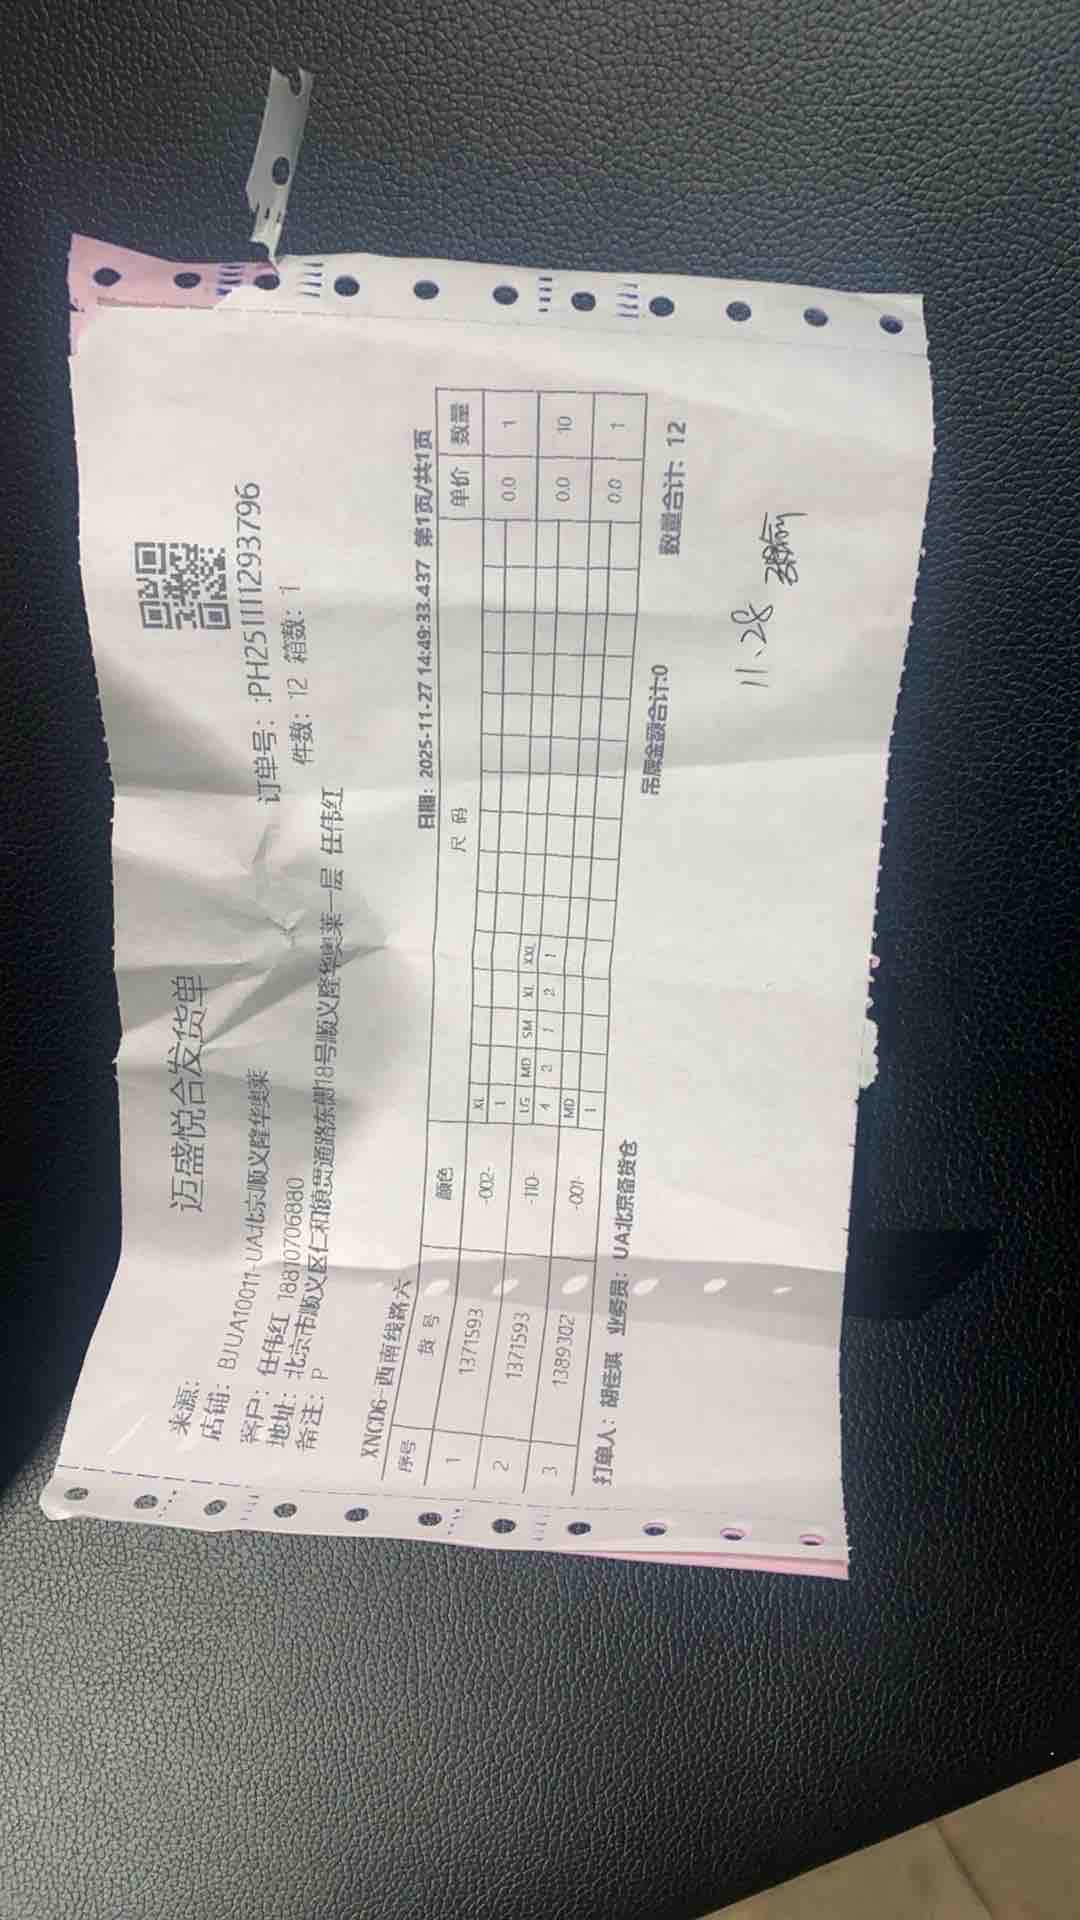 迈盛悦合发货单
来源:
店铺: BJUA10011-UA北京顺义隆华奥莱 订单号: :PH251111293796
客户: 任伟红 18810706880 件数: 12 箱数: 1
地址: 北京市顺义区仁和镇贯通路东侧18号顺义隆华奥莱一层 任伟红
备注: P
XNGD6-西南线路六 日期: 2025-11-27 14:49:33.437 第1页/共1页
序号 货号 颜色 尺码 单价 数量
XL
1 1371593 -002- 1 0.0 1
LG MD SM XL XXL
2 1371593 -110- 4 2 1 2 1 0.0 10
MD
3 1389302 -001- 1 0.0 1
打单人: 胡佳琪 业务员: UA北京备货仓 吊牌金额合计:0 数量合计: 12
11.28